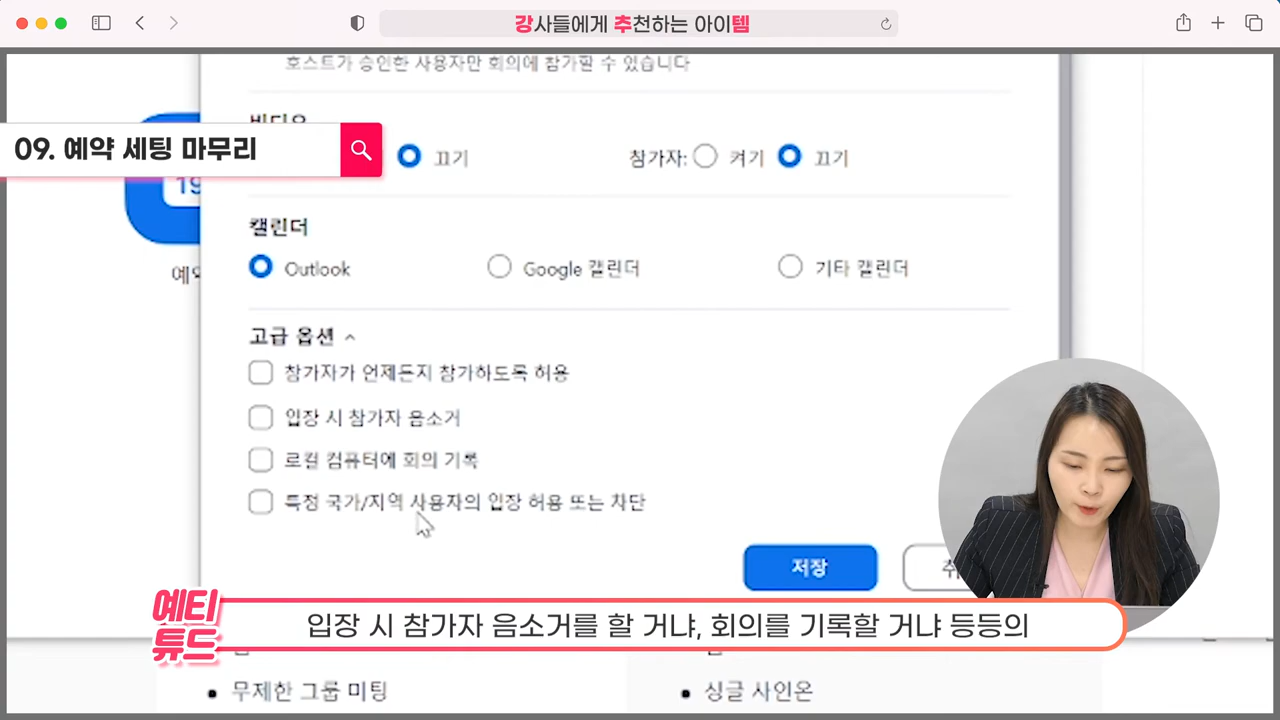 강사들에게 추천하는 아이템
호스트가 승인한 사용자만 회의에 참가할 수 있습니다
비디오
09. 예약 세팅 마무리
끄기 참가자: 켜기 끄기
19
캘린더
Outlook Google 캘린더 기타 캘린더
예약
고급 옵션
참가자가 언제든지 참가하도록 허용
입장 시 참가자 음소거
로컬 컴퓨터에 회의 기록
특정 국가/지역 사용자의 입장 허용 또는 차단
저장 취
예티
튜드
입장 시 참가자 음소거를 할 거냐, 회의를 기록할 거냐 등등의
• 무제한 그룹 미팅 • 싱글 사인온